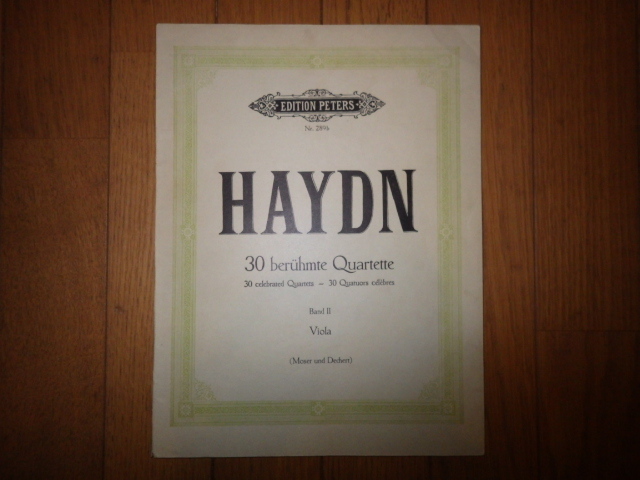 EDITION PETERS
Nr. 289b
HAYDN
30 berühmte Quartette
30 celebrated Quartets – 30 Quatuors célèbres
Band II
Viola
(Moser und Dechert)